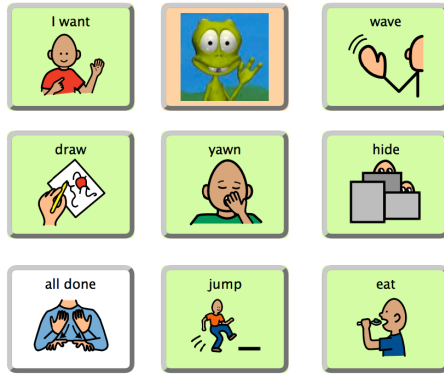 I want
wave
draw
yawn
hide
all done
jump
eat